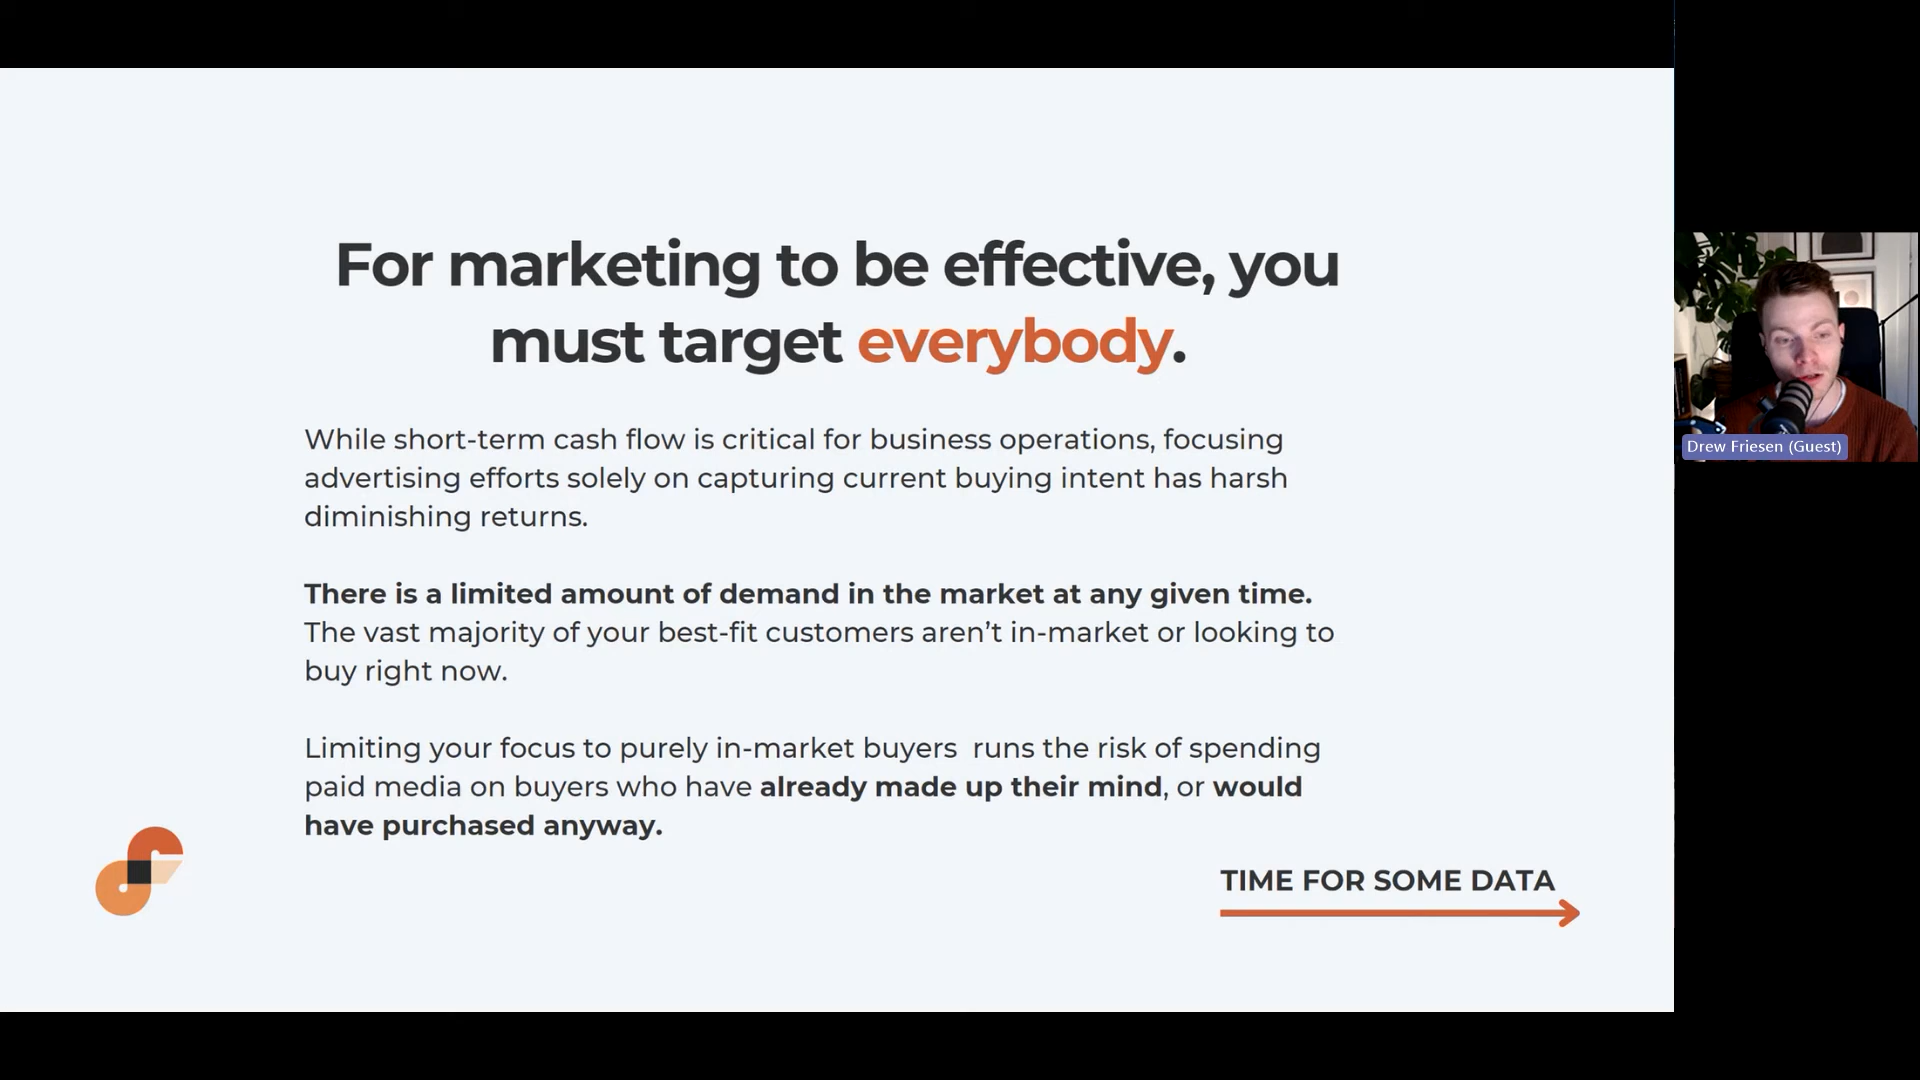 For marketing to be effective, you
must target everybody.
While short-term cash flow is critical for business operations, focusing
advertising efforts solely on capturing current buying intent has harsh
diminishing returns.
There is a limited amount of demand in the market at any given time.
The vast majority of your best-fit customers aren’t in-market or looking to
buy right now.
Limiting your focus to purely in-market buyers  runs the risk of spending
paid media on buyers who have already made up their mind, or would
have purchased anyway.
TIME FOR SOME DATA
Drew Friesen (Guest)